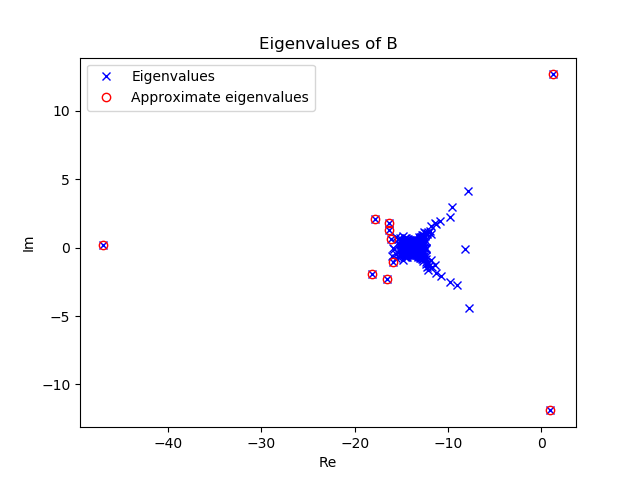 Eigenvalues of B
Eigenvalues
Approximate eigenvalues
10
5
0
−5
−10
Im
−40
−30
−20
−10
0
Re